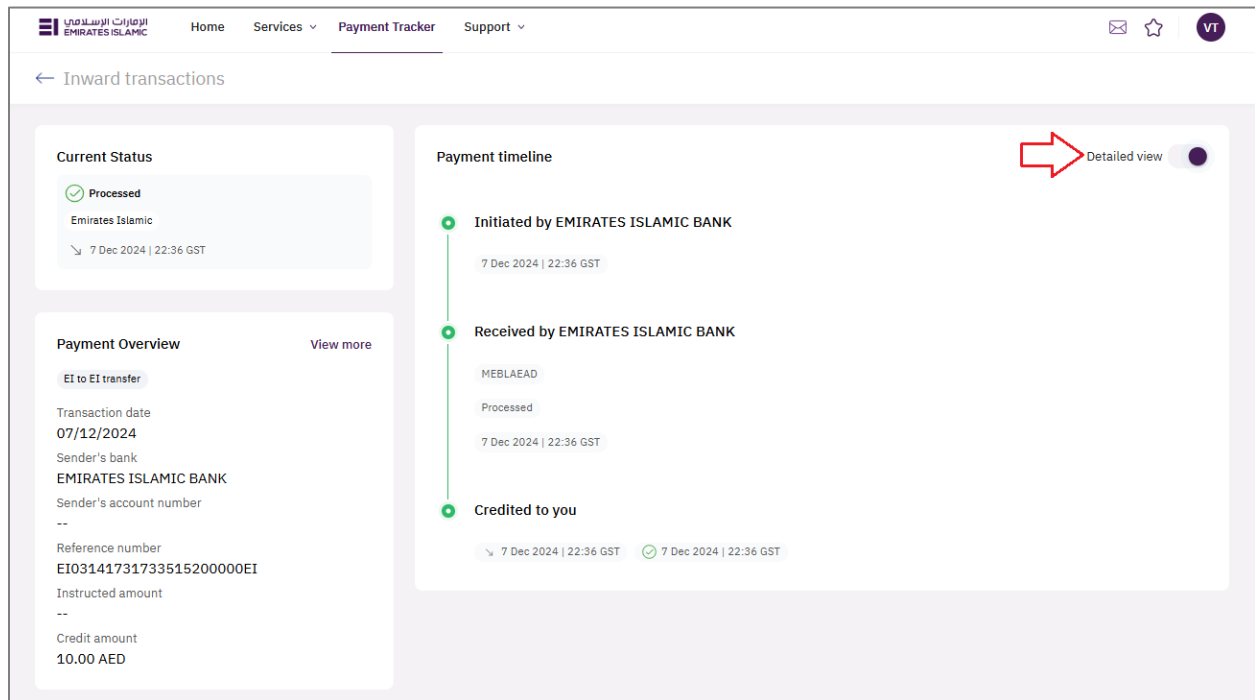 الإمارات الإسلامي
EMIRATES ISLAMIC
Home Services Payment Tracker Support
VT
Inward transactions
Current Status
Processed
Emirates Islamic
7 Dec 2024 | 22:36 GST
Payment Overview View more
EI to EI transfer
Transaction date
07/12/2024
Sender's bank
EMIRATES ISLAMIC BANK
Sender's account number
--
Reference number
EI03141731733515200000EI
Instructed amount
--
Credit amount
10.00 AED
Payment timeline
Detailed view
Initiated by EMIRATES ISLAMIC BANK
7 Dec 2024 | 22:36 GST
Received by EMIRATES ISLAMIC BANK
MEBLAEAD
Processed
7 Dec 2024 | 22:36 GST
Credited to you
7 Dec 2024 | 22:36 GST 7 Dec 2024 | 22:36 GST